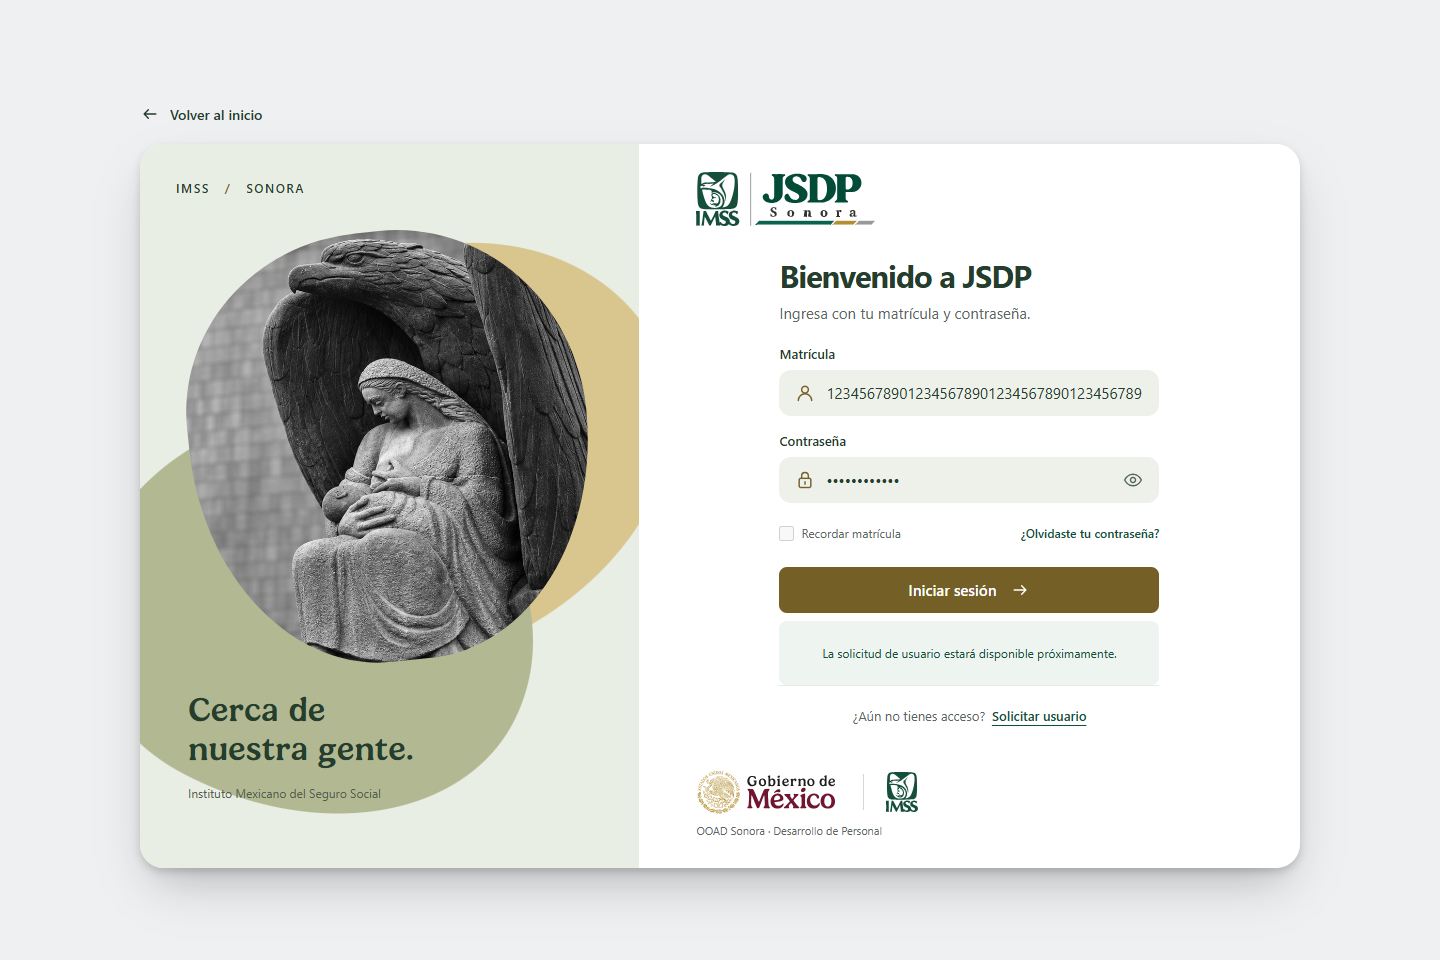 Volver al inicio
IMSS / SONORA
Cerca de
nuestra gente.
Instituto Mexicano del Seguro Social
IMSS
JSDP
Sonora
Bienvenido a JSDP
Ingresa con tu matrícula y contraseña.
Matrícula
123456789012345678901234567890123456789
Contraseña
••••••••••••
Recordar matrícula
¿Olvidaste tu contraseña?
Iniciar sesión
La solicitud de usuario estará disponible próximamente.
¿Aún no tienes acceso? Solicitar usuario
Gobierno de
México
IMSS
OOAD Sonora · Desarrollo de Personal